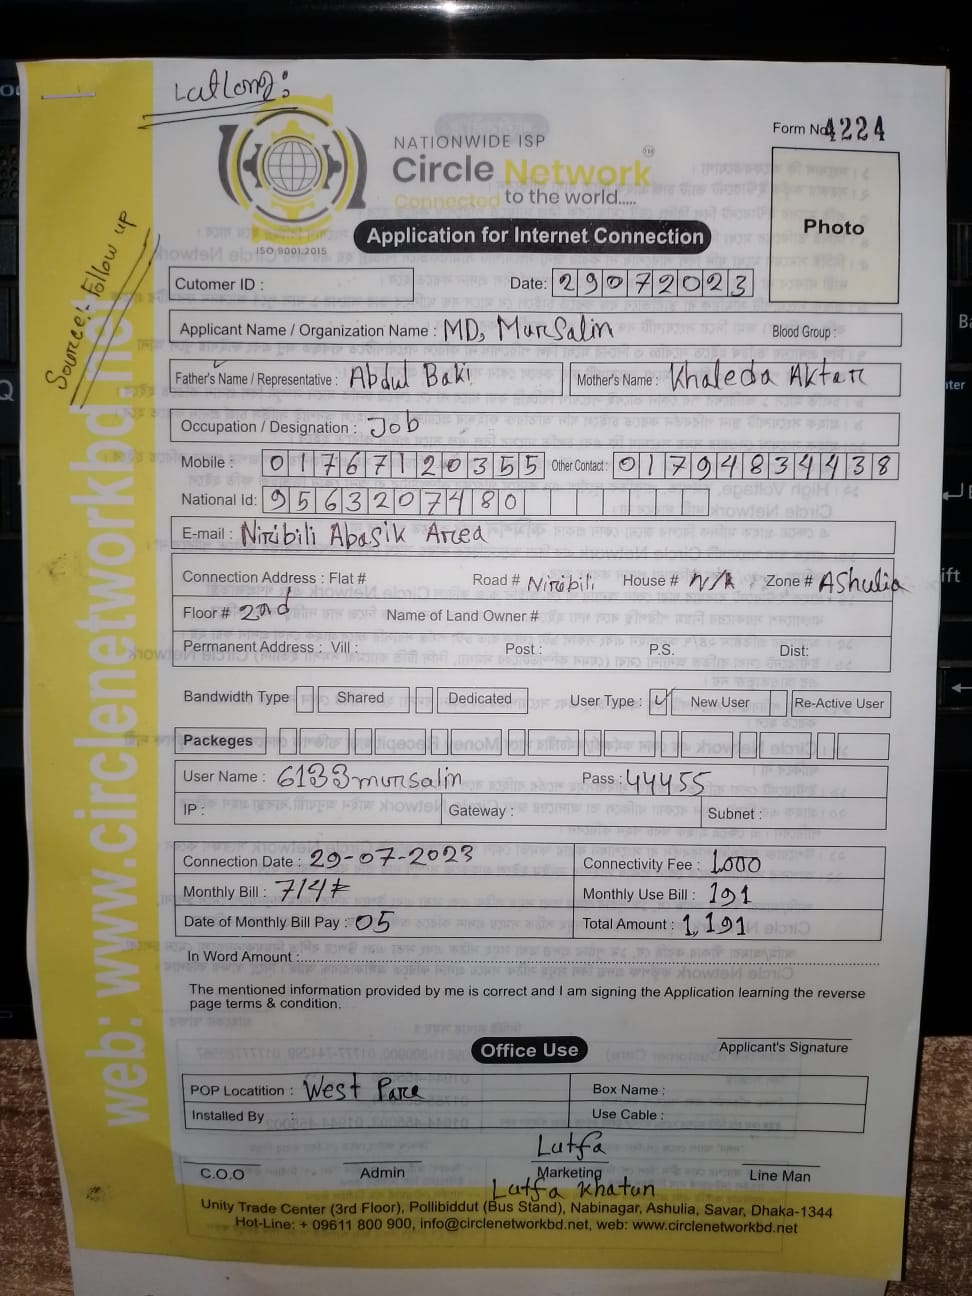 LatLong:
Form No 4224
NATIONWIDE ISP
Circle Network
Connected to the world.....
ISO 9001:2015
Application for Internet Connection
Photo
Source:- Follow up
web: www.circlenetworkbd.net
Cutomer ID :
Date: 29072023
Applicant Name / Organization Name : MD, MurSalin Blood Group :
Father's Name / Representative : Abdul Baki Mother's Name : Khaleda Akter
Occupation / Designation : Job
Mobile : 01767120355 Other Contact: 01794834438
National Id: 9563207480
E-mail : Niribili Abasik Area
Connection Address : Flat # Road # Niribili House # N/A Zone # Ashulia
Floor # 2nd Name of Land Owner #
Permanent Address : Vill : Post : P.S. Dist:
Bandwidth Type Shared Dedicated User Type : New User Re-Active User
Packeges
User Name : 6133mursalin Pass : 44455
IP : Gateway : Subnet :
Connection Date : 29-07-2023 Connectivity Fee : 1000
Monthly Bill : 714 Monthly Use Bill : 191
Date of Monthly Bill Pay : 05 Total Amount : 1,191
In Word Amount :
The mentioned information provided by me is correct and I am signing the Application learning the reverse
page terms & condition.
Applicant's Signature
Office Use
POP Locatition : West Para Box Name :
Installed By : Use Cable :
Lutfa
C.O.O Admin Marketing Line Man
Lutfa Khatun
Unity Trade Center (3rd Floor), Pollibiddut (Bus Stand), Nabinagar, Ashulia, Savar, Dhaka-1344
Hot-Line: + 09611 800 900, info@circlenetworkbd.net, web: www.circlenetworkbd.net